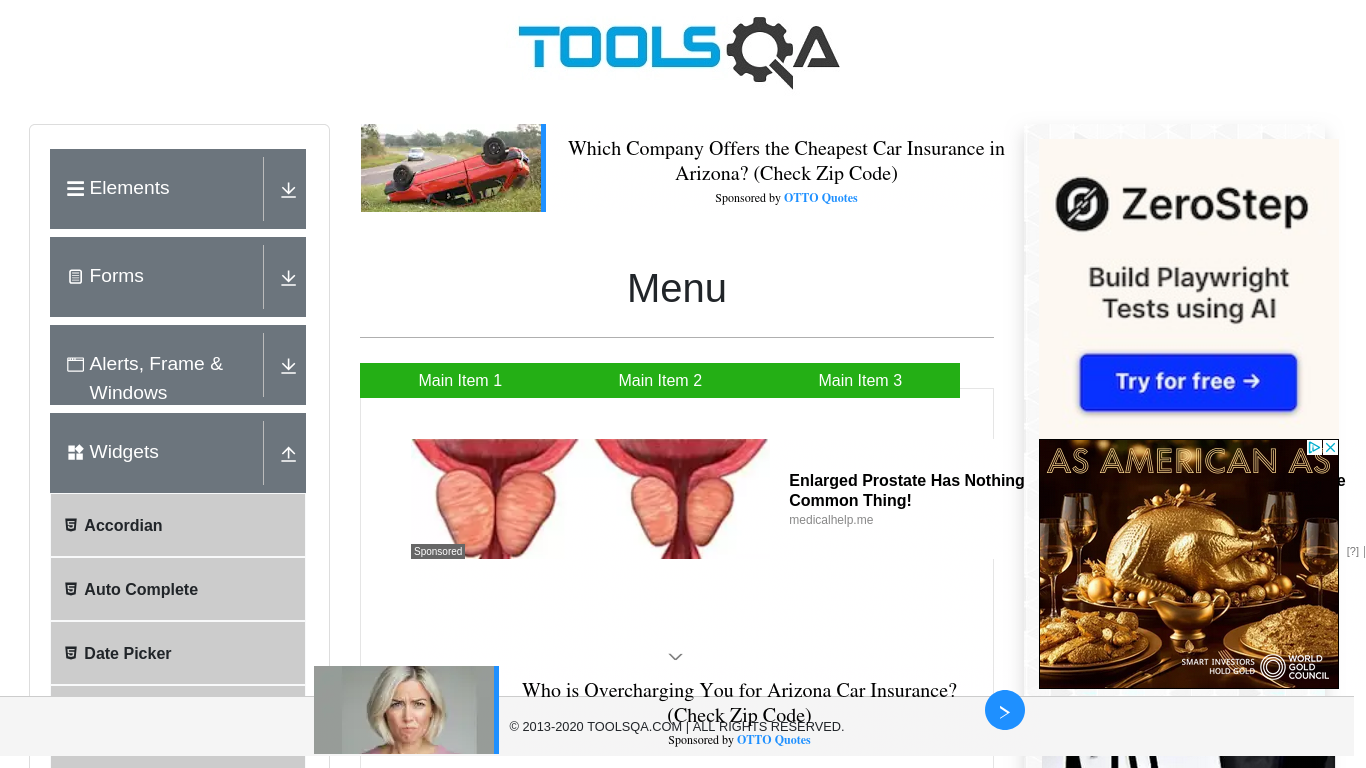 TOOLSQA
Elements
Forms
Alerts, Frame &
Windows
Widgets
Accordian
Auto Complete
Date Picker
Which Company Offers the Cheapest Car Insurance in
Arizona? (Check Zip Code)
Sponsored by OTTO Quotes
Menu
Main Item 1
Main Item 2
Main Item 3
Sponsored
Enlarged Prostate Has Nothing
Common Thing!
medicalhelp.me
[?]
ZeroStep
Build Playwright
Tests using AI
Try for free →
AS AMERICAN AS
SMART INVESTORS
HOLD GOLD
WORLD
GOLD
COUNCIL
Who is Overcharging You for Arizona Car Insurance?
(Check Zip Code)
© 2013-2020 TOOLSQA.COM | ALL RIGHTS RESERVED.
Sponsored by OTTO Quotes